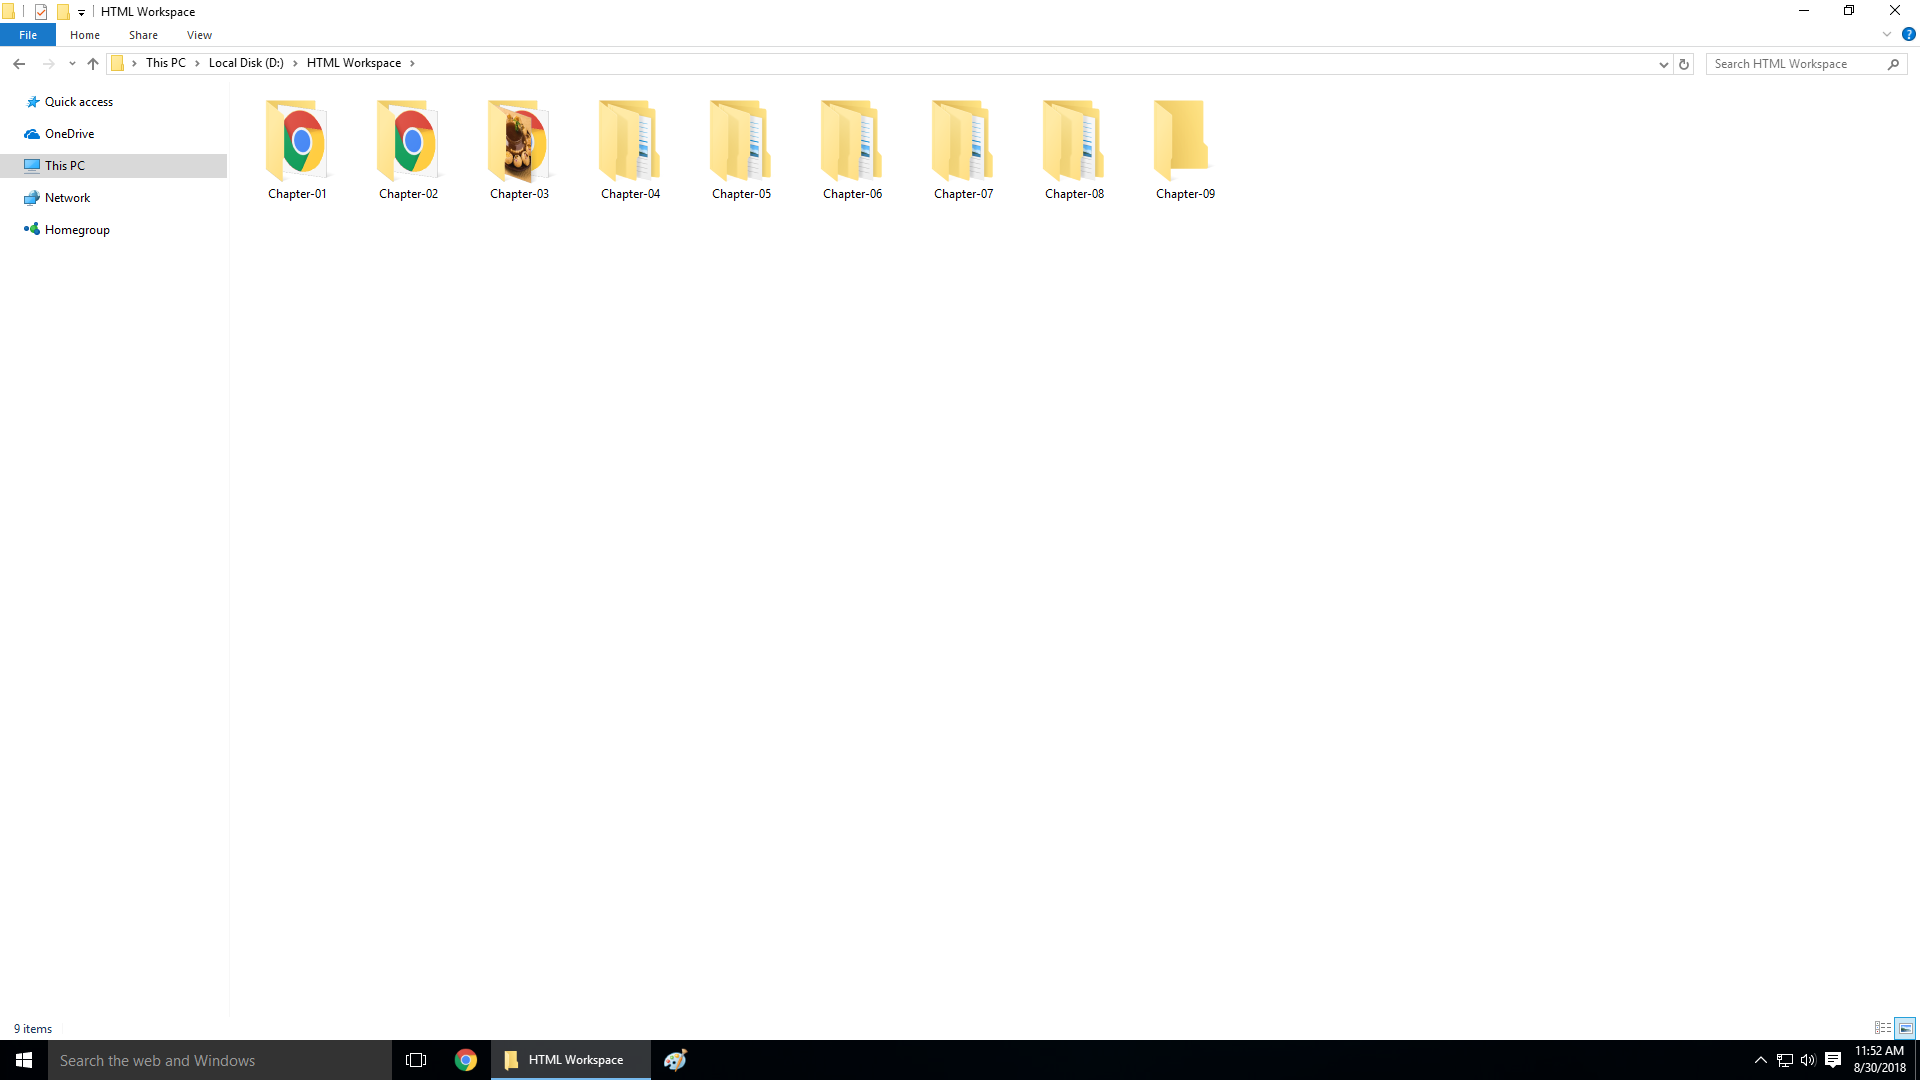 HTML Workspace
File Home Share View
This PC Local Disk (D:) HTML Workspace
Search HTML Workspace
Quick access
OneDrive
This PC
Network
Homegroup
Chapter-01 Chapter-02 Chapter-03 Chapter-04 Chapter-05 Chapter-06 Chapter-07 Chapter-08 Chapter-09
9 items
Search the web and Windows
HTML Workspace
11:52 AM
8/30/2018